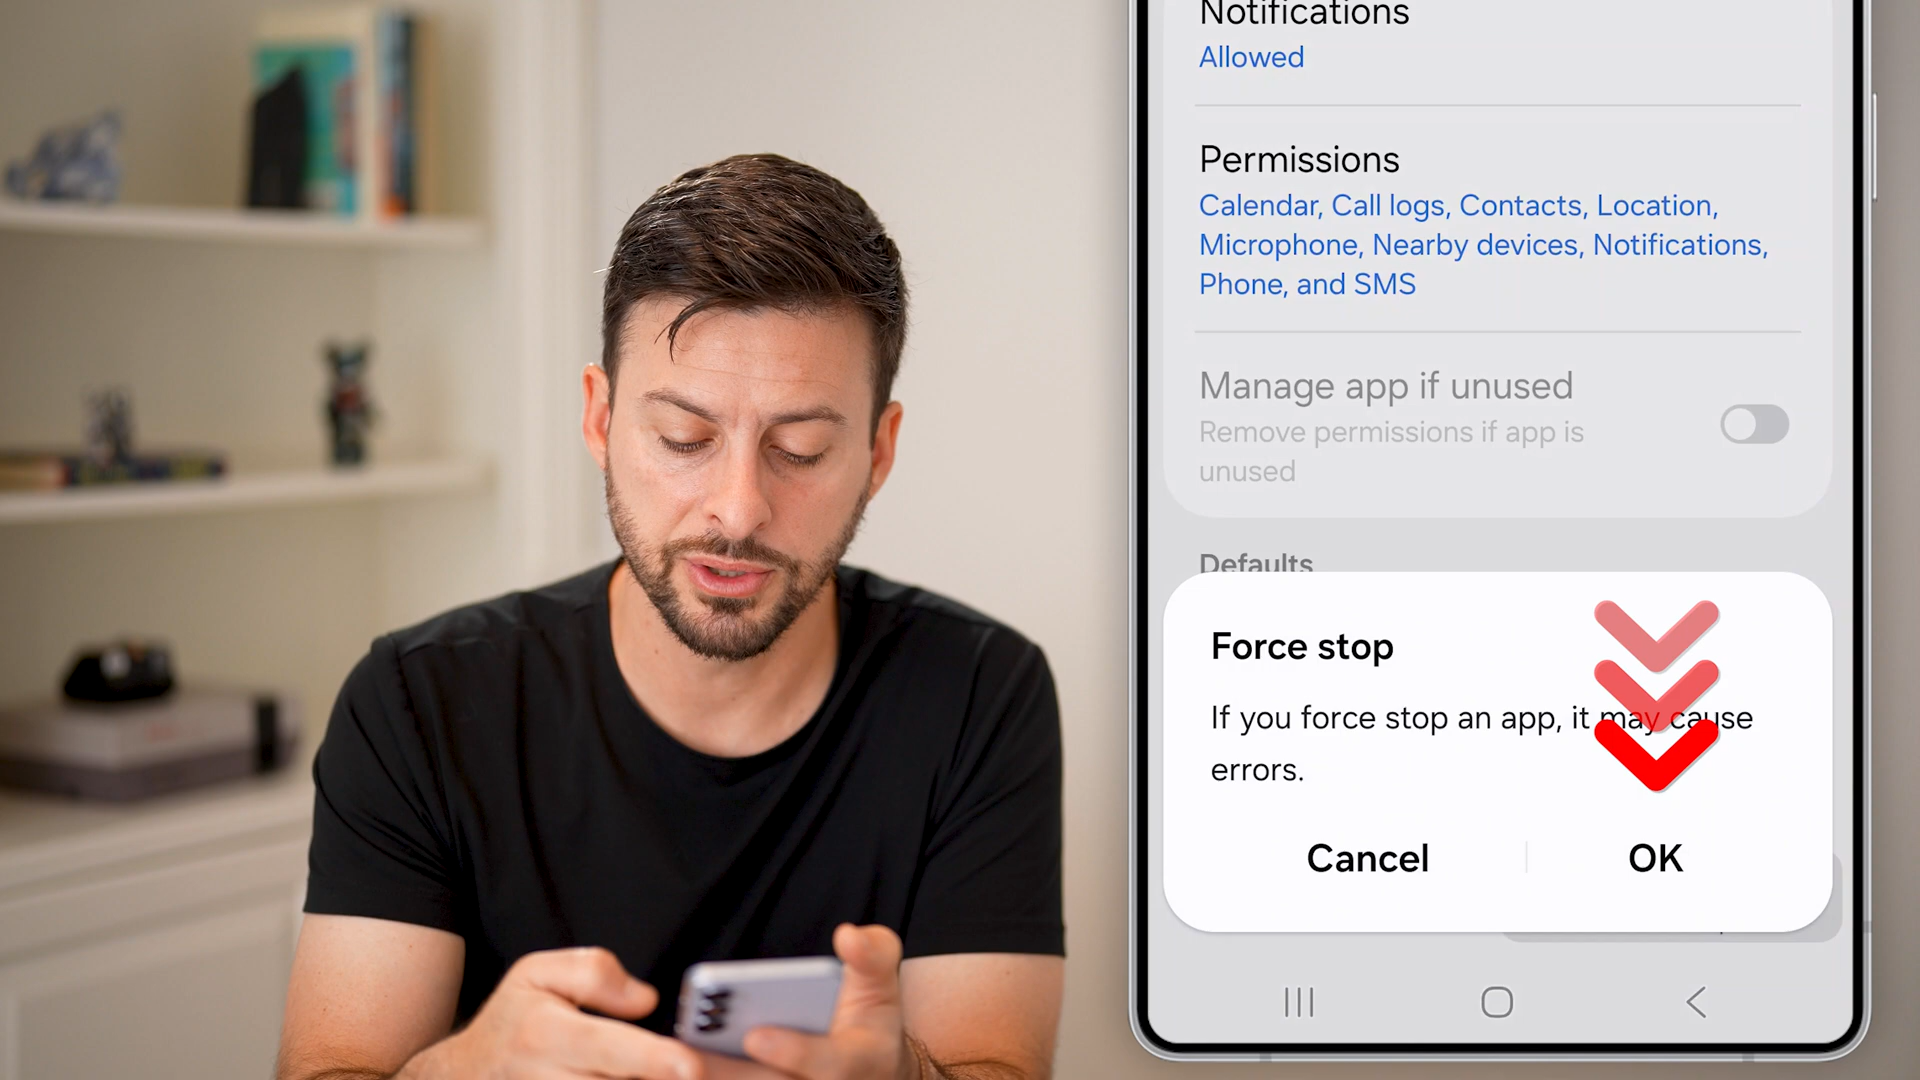 Notifications
Allowed
Permissions
Calendar, Call logs, Contacts, Location,
Microphone, Nearby devices, Notifications,
Phone, and SMS
Manage app if unused
Remove permissions if app is
unused
Defaults
Force stop
If you force stop an app, it may cause
errors.
Cancel
OK